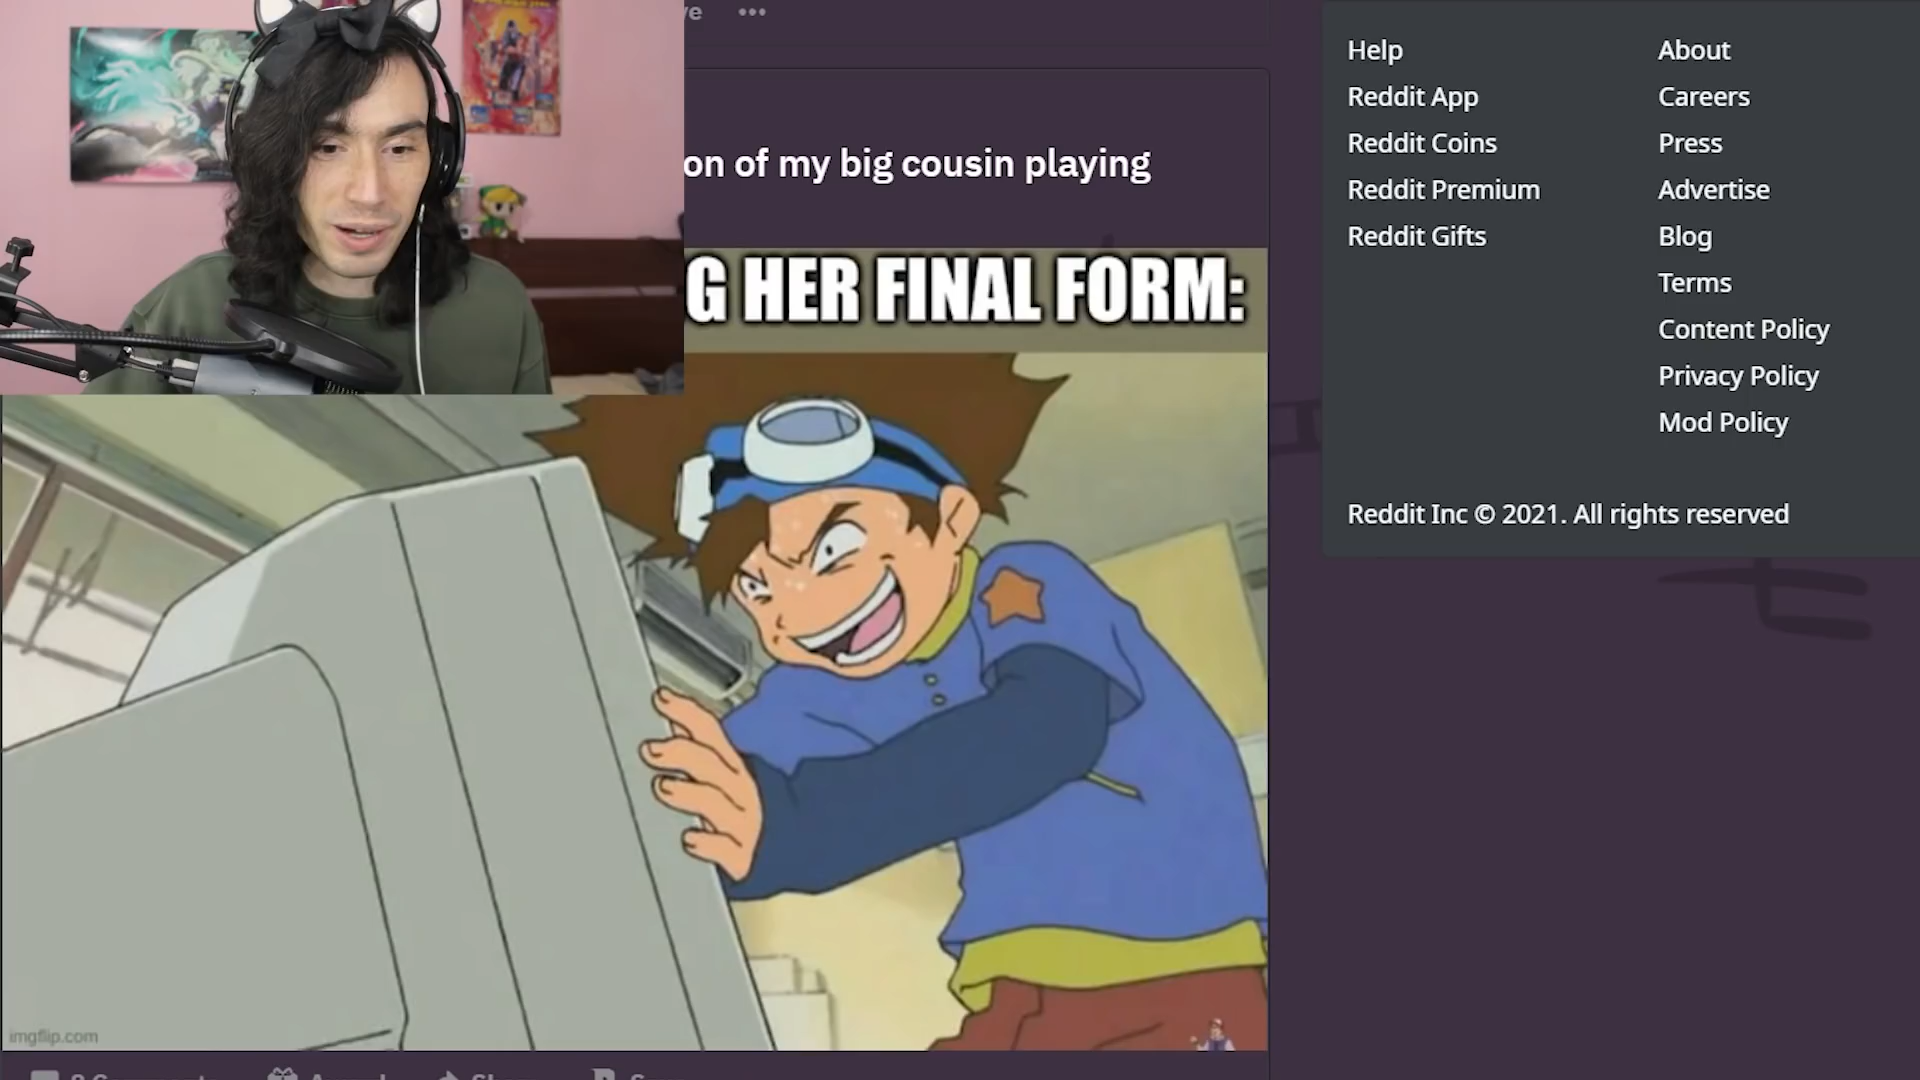 on of my big cousin playing
G HER FINAL FORM:
imgflip.com
Help
Reddit App
Reddit Coins
Reddit Premium
Reddit Gifts
About
Careers
Press
Advertise
Blog
Terms
Content Policy
Privacy Policy
Mod Policy
Reddit Inc © 2021. All rights reserved